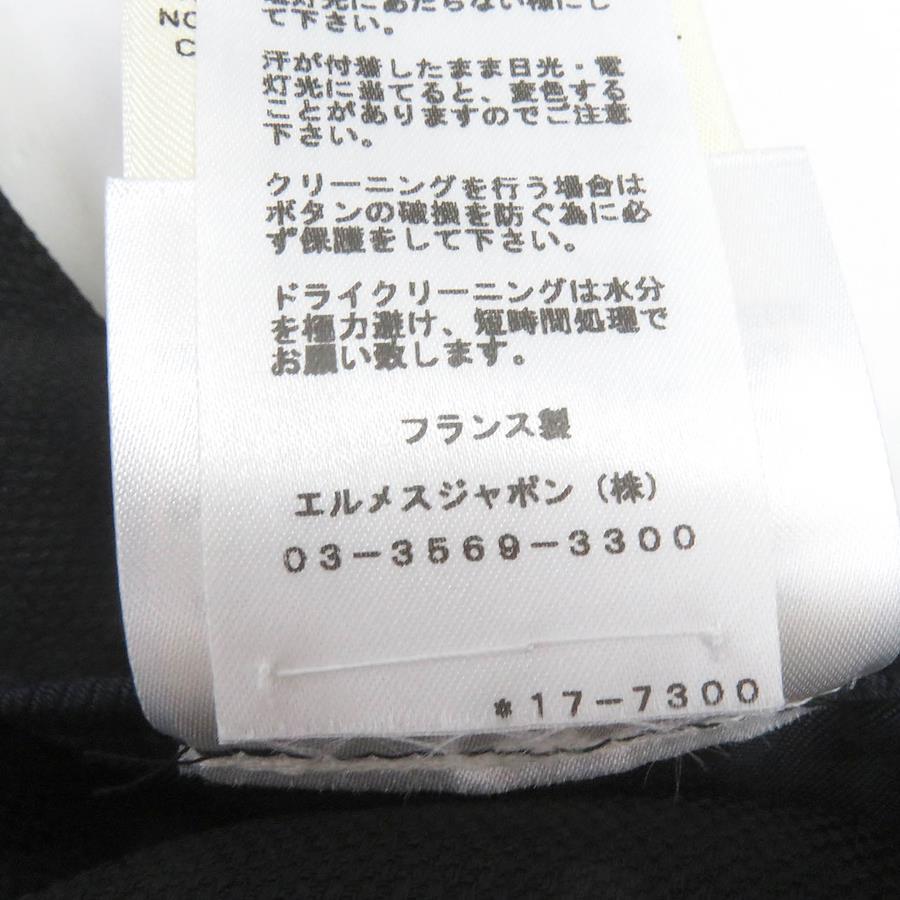 NO
C
て下さい。
汗が付着したまま日光・電
灯光に当てると、変色する
ことがありますのでご注意
下さい。
クリーニングを行う場合は
ボタンの破損を防ぐ為に必
ず保護をして下さい。
ドライクリーニングは水分
を極力避け、短時間処理で
お願い致します。
フランス製
エルメスジャポン（株）
03-3569-3300
*17-7300